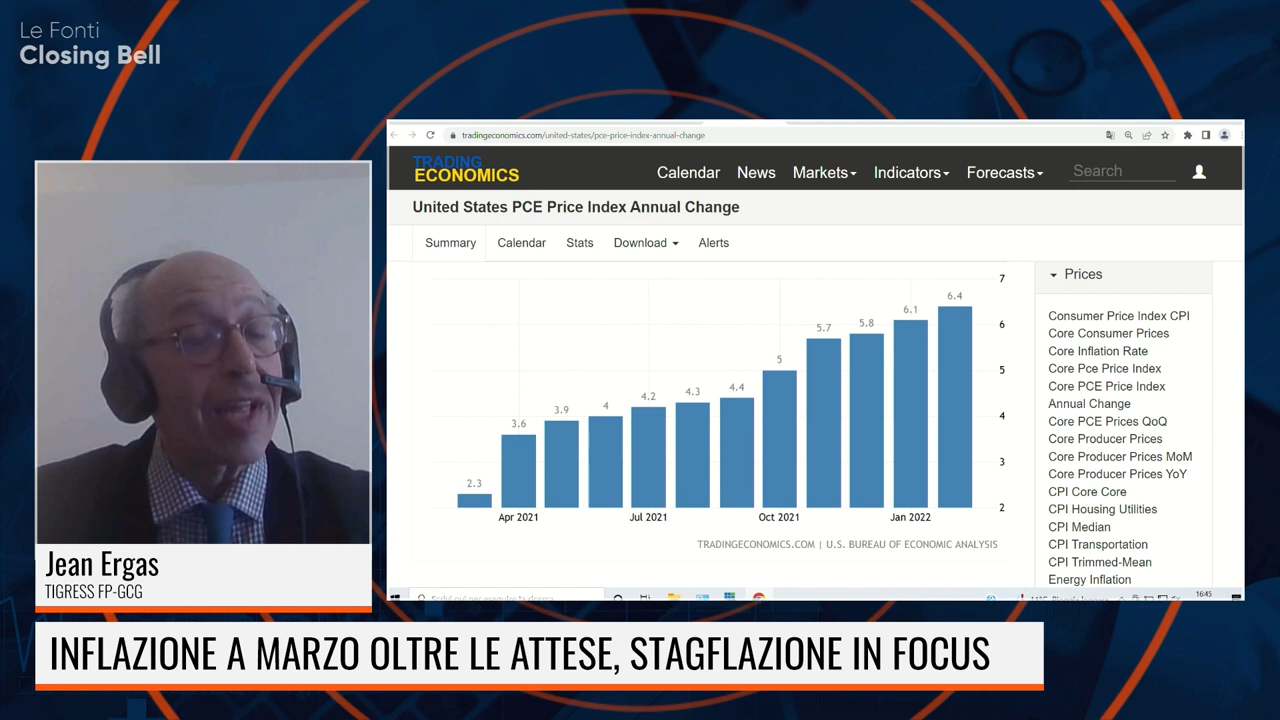 Le Fonti
Closing Bell
tradingeconomics.com/united-states/pce-price-index-annual-change
TRADING
ECONOMICS
Calendar News Markets Indicators Forecasts Search
United States PCE Price Index Annual Change
Summary Calendar Stats Download Alerts
7
6
5
4
3
2
2.3
3.6
3.9
4
4.2
4.3
4.4
5
5.7
5.8
6.1
6.4
Apr 2021
Jul 2021
Oct 2021
Jan 2022
TRADINGECONOMICS.COM | U.S. BUREAU OF ECONOMIC ANALYSIS
Prices
Consumer Price Index CPI
Core Consumer Prices
Core Inflation Rate
Core Pce Price Index
Core PCE Price Index
Annual Change
Core PCE Prices QoQ
Core Producer Prices
Core Producer Prices MoM
Core Producer Prices YoY
CPI Core Core
CPI Housing Utilities
CPI Median
CPI Transportation
CPI Trimmed-Mean
Energy Inflation
16:45
Jean Ergas
TIGRESS FP-GCG
INFLAZIONE A MARZO OLTRE LE ATTESE, STAGFLAZIONE IN FOCUS